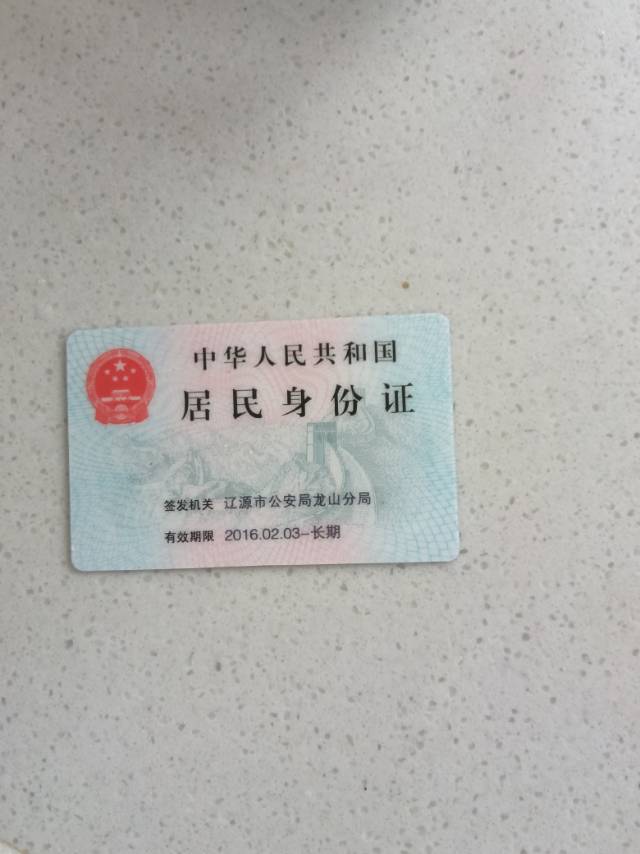 中华人民共和国
居民身份证
签发机关 辽源市公安局龙山分局
有效期限 2016.02.03-长期